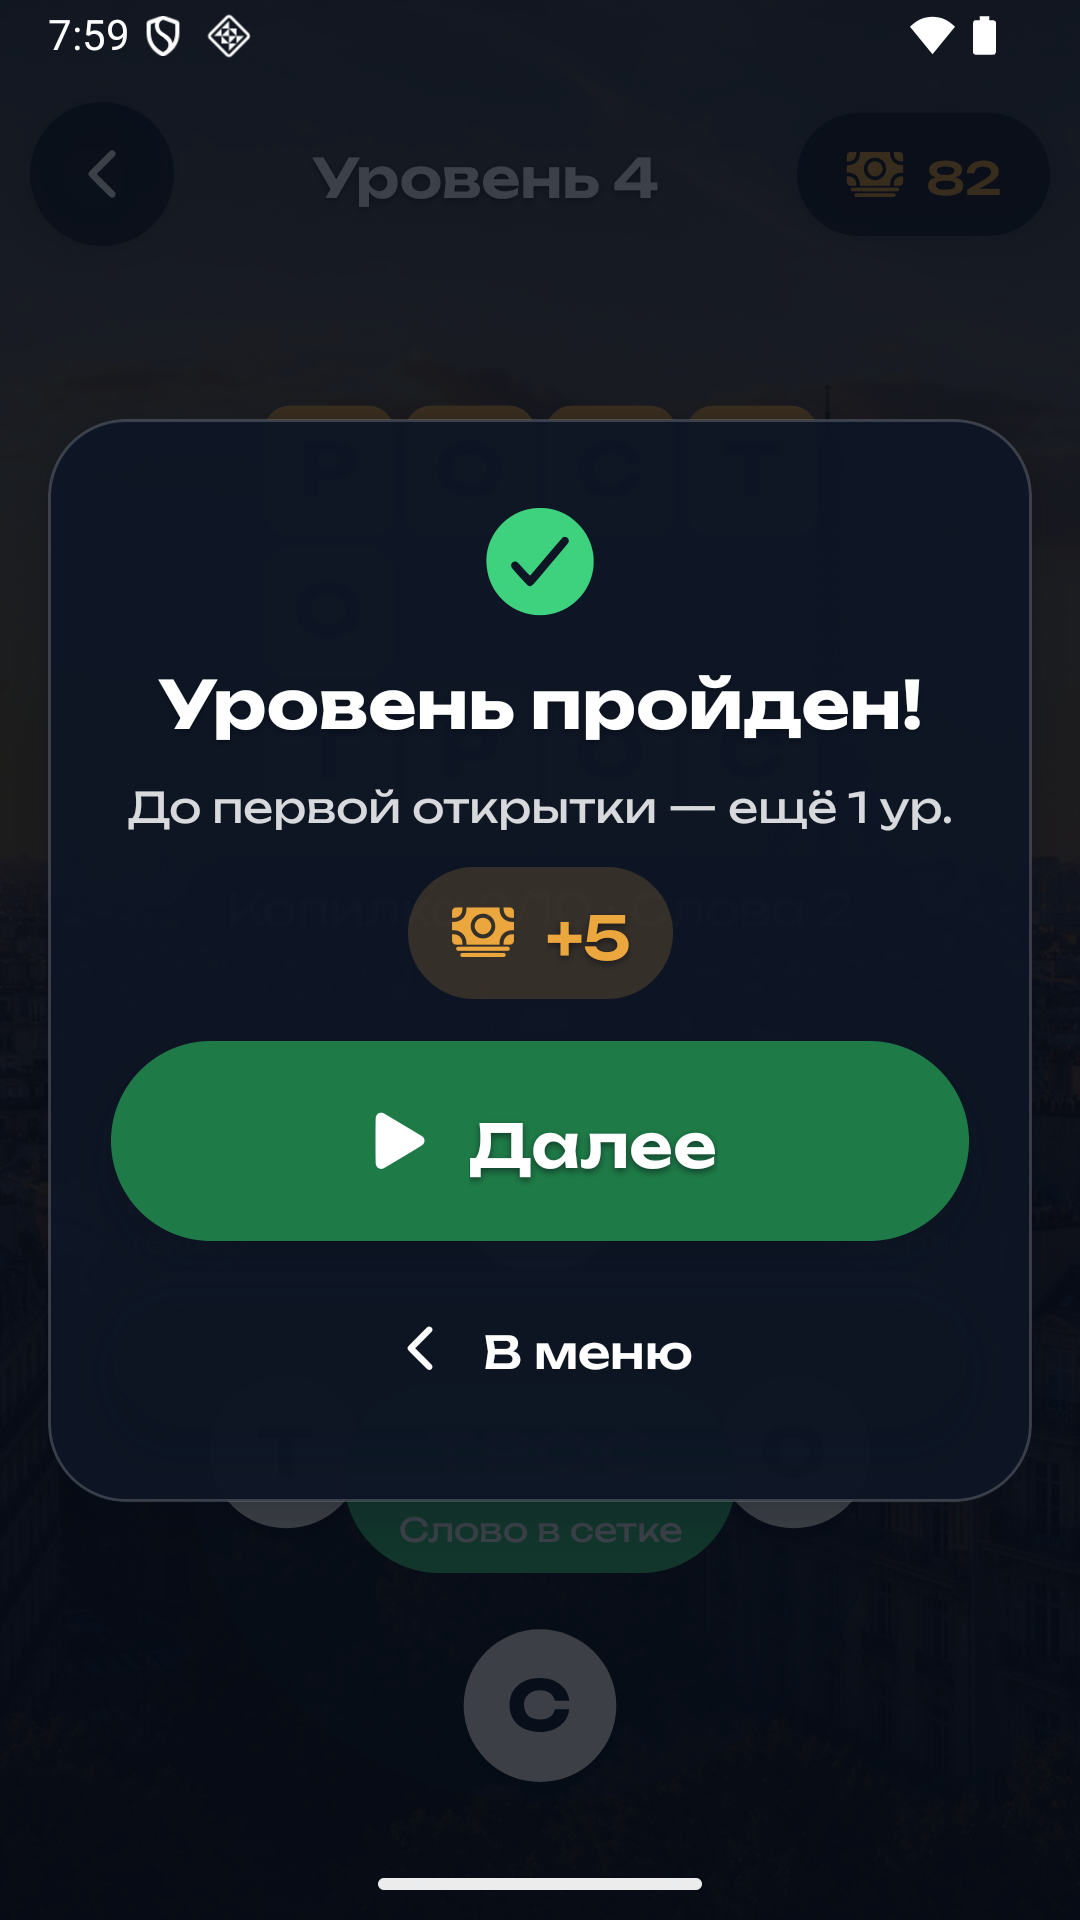 7:59
Уровень 4
82
Р О С Т
О
Р О С
Уровень пройден!
До первой открытки — ещё 1 ур.
+5
Далее
В меню
Т
О
Слово в сетке
С